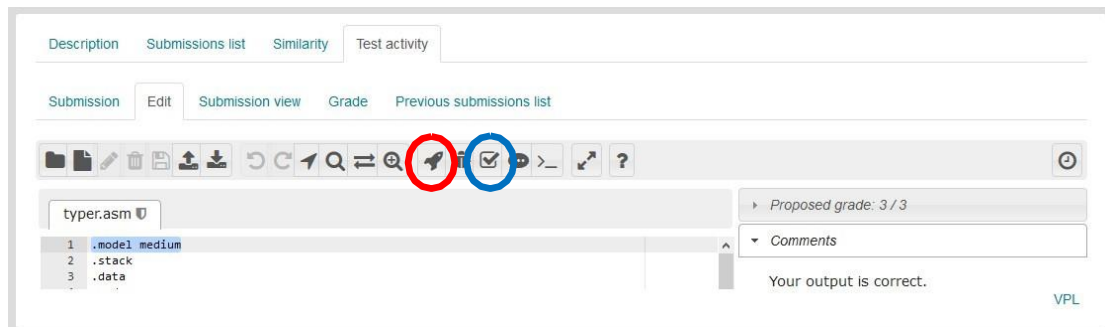 Description Submissions list Similarity Test activity
Submission Edit Submission view Grade Previous submissions list
>_ ?
typer.asm
Proposed grade: 3 / 3
1 .model medium
Comments
2 .stack
3 .data
Your output is correct.
VPL